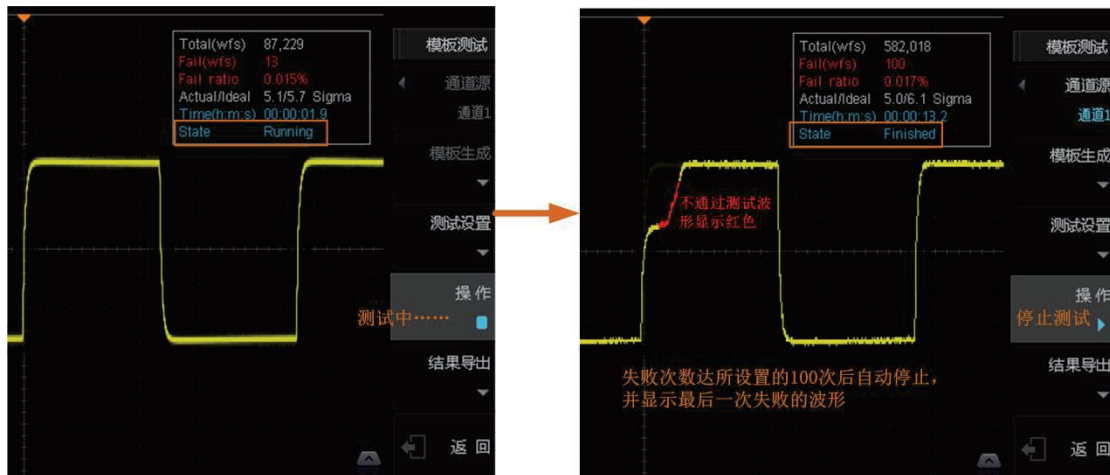 Total(wfs) 87,229
Fail(wfs) 13
Fail ratio 0.015%
Actual/Ideal 5.1/5.7 Sigma
Time(h:m:s) 00:00:01.9
State Running
模板测试
通道源
通道1
模板生成
测试设置
操作
测试中……
结果导出
返回
Total(wfs) 582,018
Fail(wfs) 100
Fail ratio 0.017%
Actual/Ideal 5.0/6.1 Sigma
Time(h:m:s) 00:00:13.2
State Finished
不通过测试波
形显示红色
失败次数达所设置的100次后自动停止，
并显示最后一次失败的波形
模板测试
通道源
通道1
模板生成
测试设置
操作
停止测试
结果导出
返回